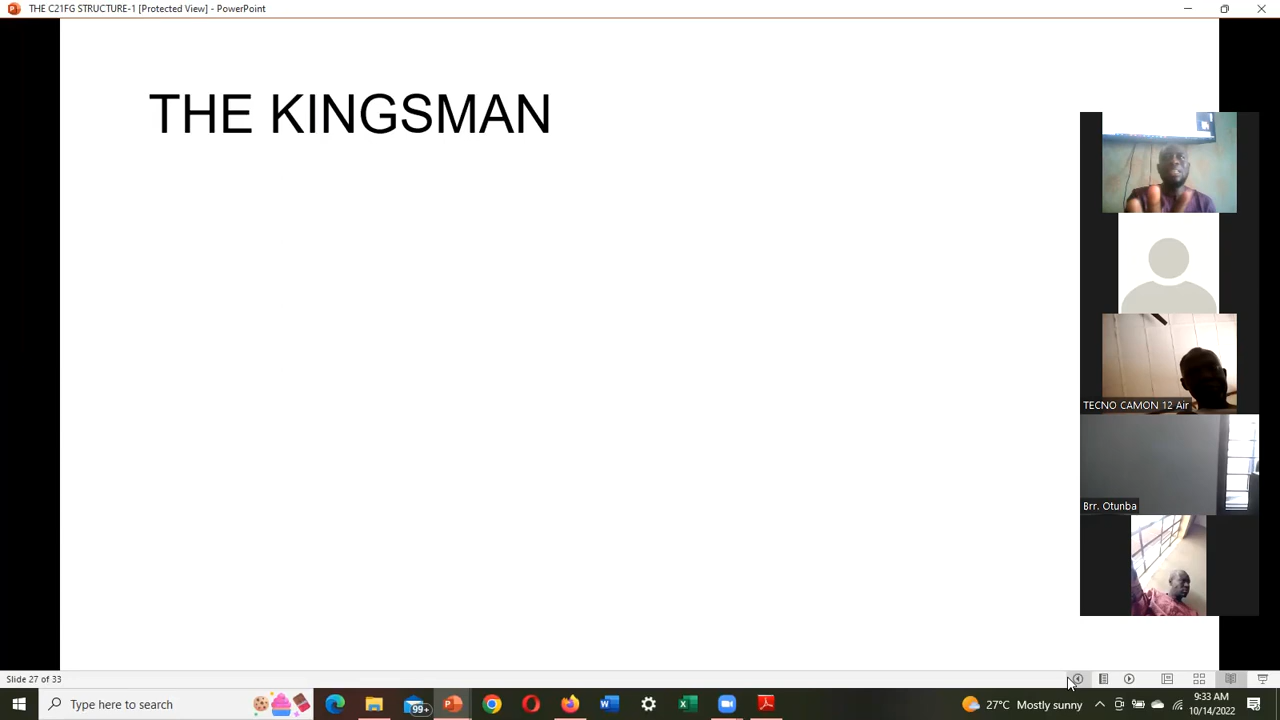 THE C21FG STRUCTURE-1 [Protected View] - PowerPoint
THE KINGSMAN
TECNO CAMON 12 Air
Brr. Otunba
Slide 27 of 33
Type here to search
99+
27°C Mostly sunny
9:33 AM
10/14/2022